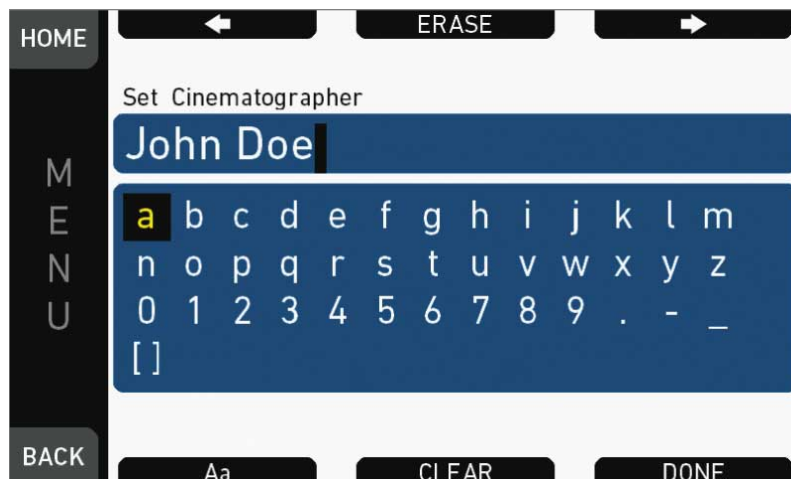 HOME
ERASE
Set Cinematographer
John Doe
MENU
a b c d e f g h i j k l m
n o p q r s t u v w x y z
0 1 2 3 4 5 6 7 8 9 . - _
[ ]
BACK
Aa
CLEAR
DONE